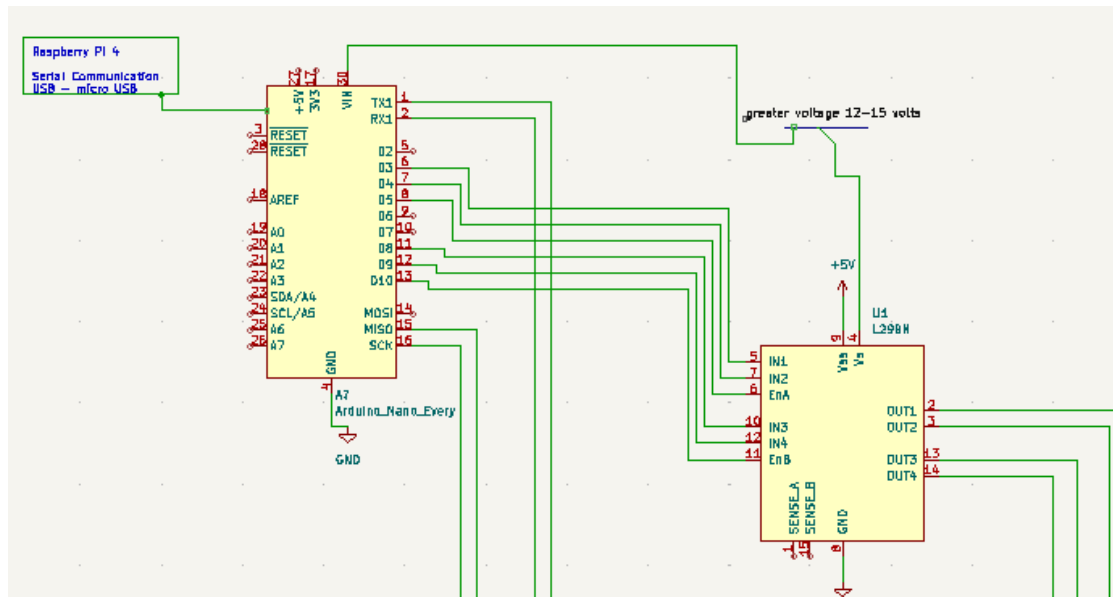 Raspberry Pi 4
Serial Communication
USB - micro USB
27
17
30
+5V
3V3
VIN
TX1
1
RX1
2
3
RESET
28
RESET
D2
5
D3
6
D4
7
18
AREF
D5
8
D6
9
D7
10
19
A0
D8
11
20
A1
D9
12
21
A2
D10
13
22
A3
23
SDA/A4
24
SCL/A5
MOSI
14
25
A6
MISO
15
26
A7
SCK
16
GND
4
A?
Arduino_Nano_Every
GND
greater voltage 12-15 volts
+5V
U1
L298N
9
4
Vss
Vs
5
IN1
7
IN2
6
EnA
10
IN3
12
IN4
11
EnB
OUT1
2
OUT2
3
OUT3
13
OUT4
14
SENSE_A
SENSE_B
GND
1
15
8